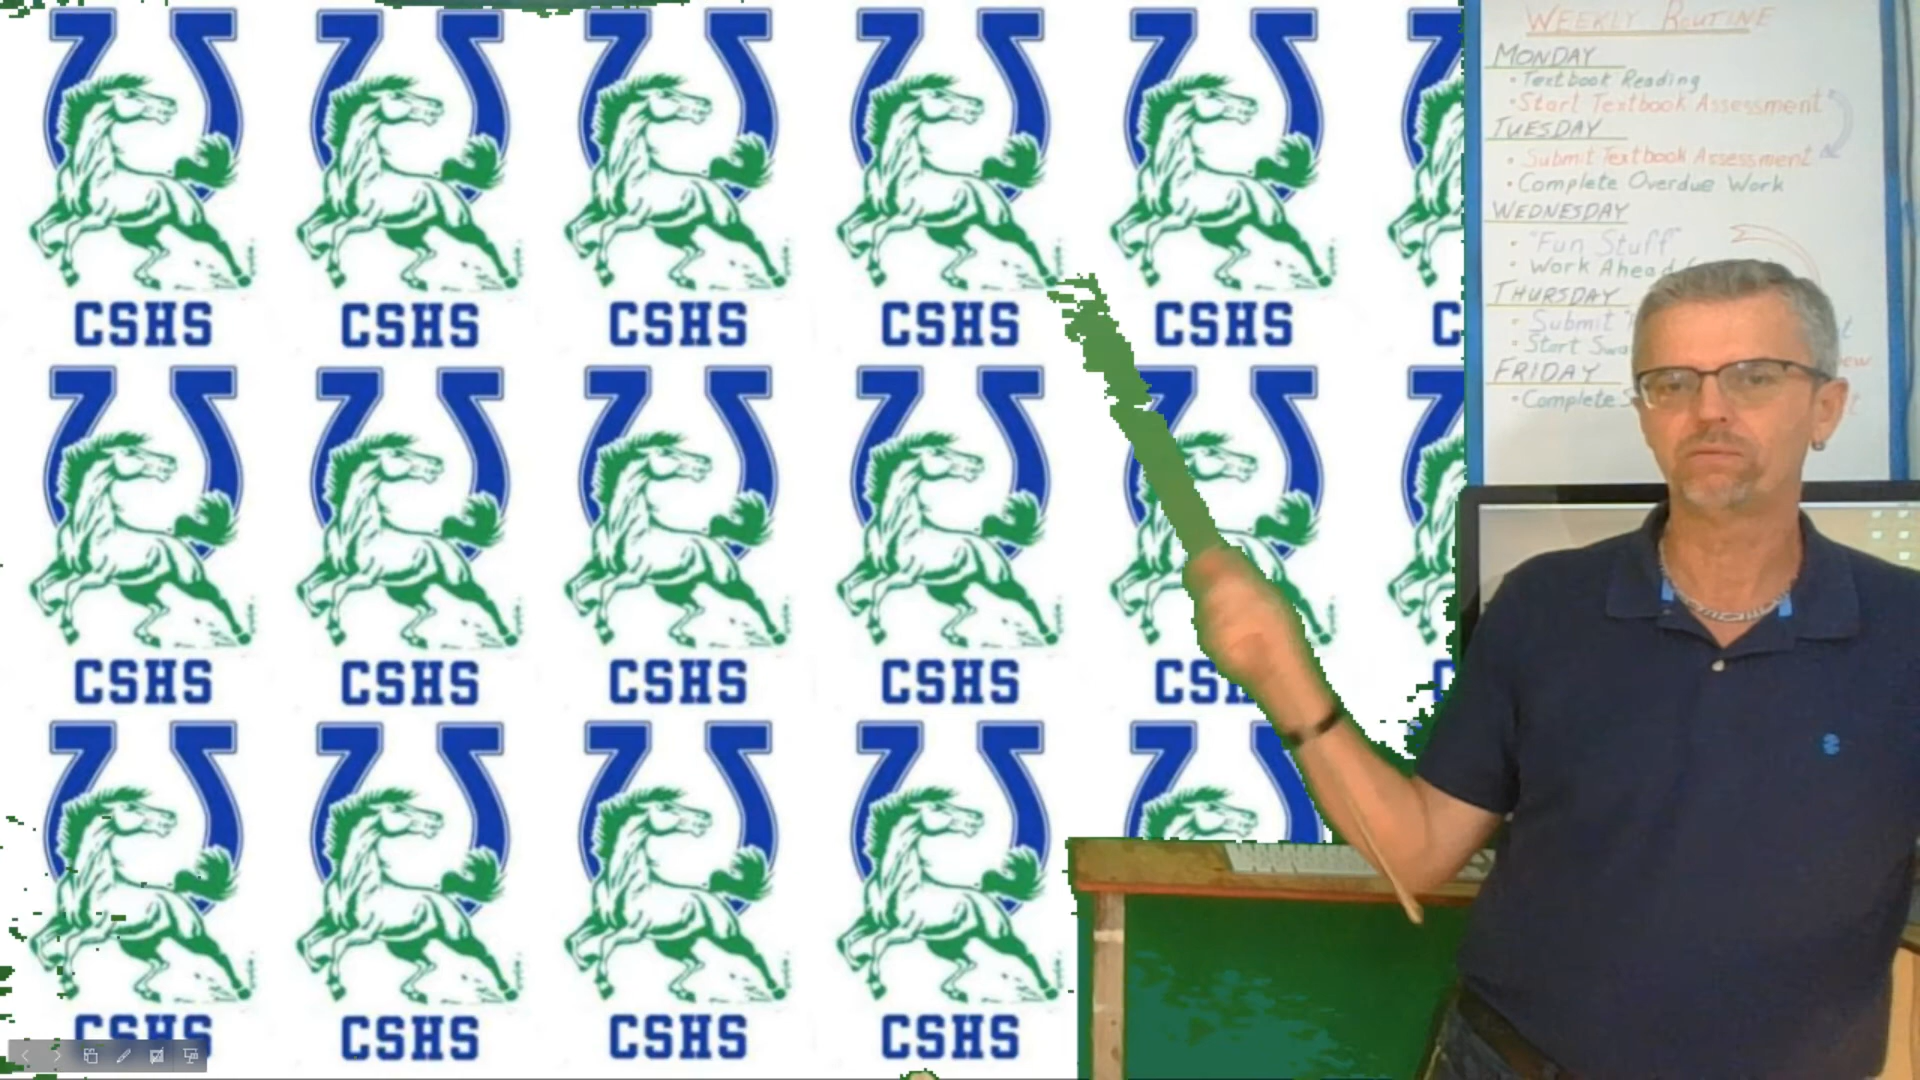 CSHS CSHS CSHS CSHS CSHS C
CSHS CSHS CSHS CSHS CS C
CSHS CSHS CSHS CSHS
WEEKLY ROUTINE
MONDAY
• Textbook Reading
• Start Textbook Assessment
TUESDAY
• Submit Textbook Assessment
• Complete Overdue Work
WEDNESDAY
• "Fun Stuff"
• Work Ahead
THURSDAY
• Submit
• Start
FRIDAY
• Complete